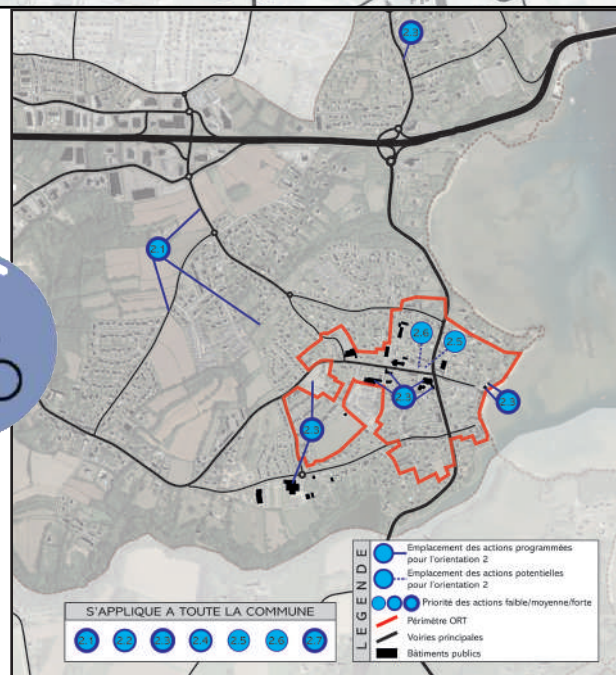 2.3
2.1
2.6
2.5
2.3
2.3
2.3
S'APPLIQUE A TOUTE LA COMMUNE
2.1 2.2 2.3 2.4 2.5 2.6 2.7
LEGENDE
Emplacement des actions programmées
pour l'orientation 2
Emplacement des actions potentielles
pour l'orientation 2
Priorité des actions faible/moyenne/forte
Périmètre ORT
Voiries principales
Bâtiments publics